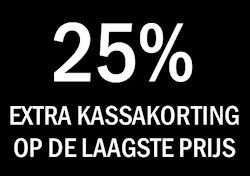 25%
EXTRA KASSAKORTING
OP DE LAAGSTE PRIJS